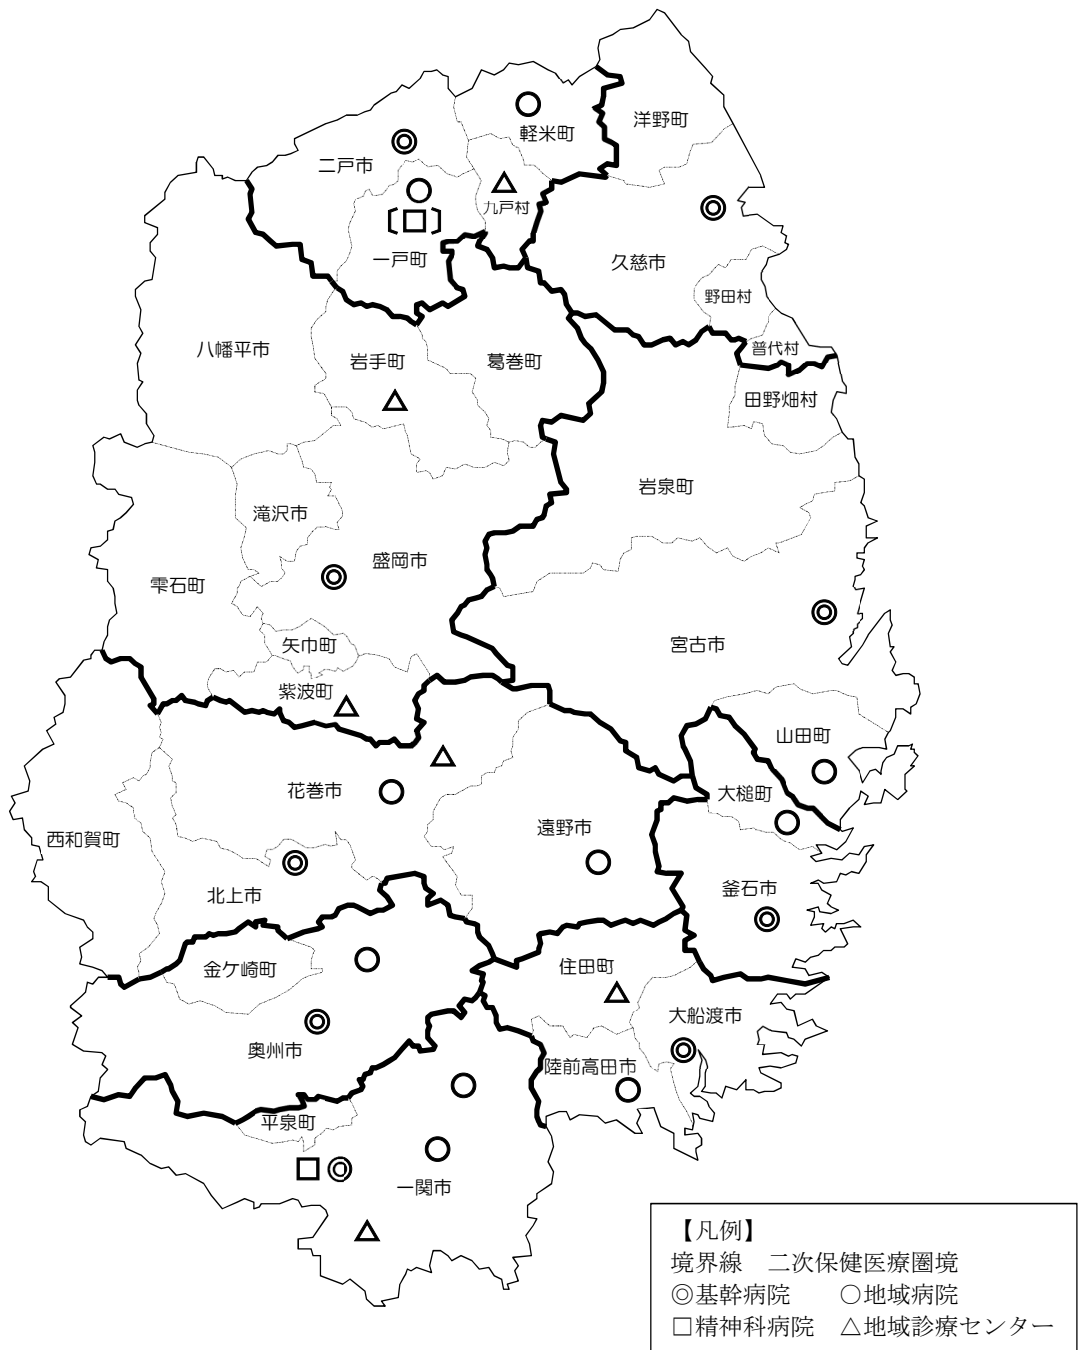 洋野町
軽米町
二戸市
九戸村
一戸町
久慈市
野田村
普代村
八幡平市
岩手町
葛巻町
田野畑村
岩泉町
滝沢市
盛岡市
雫石町
矢巾町
宮古市
紫波町
山田町
花巻市
大槌町
西和賀町
遠野市
北上市
釜石市
金ケ崎町
住田町
大船渡市
奥州市
陸前高田市
平泉町
一関市
【凡例】
境界線　二次保健医療圏境
◎基幹病院　〇地域病院
□精神科病院　△地域診療センター